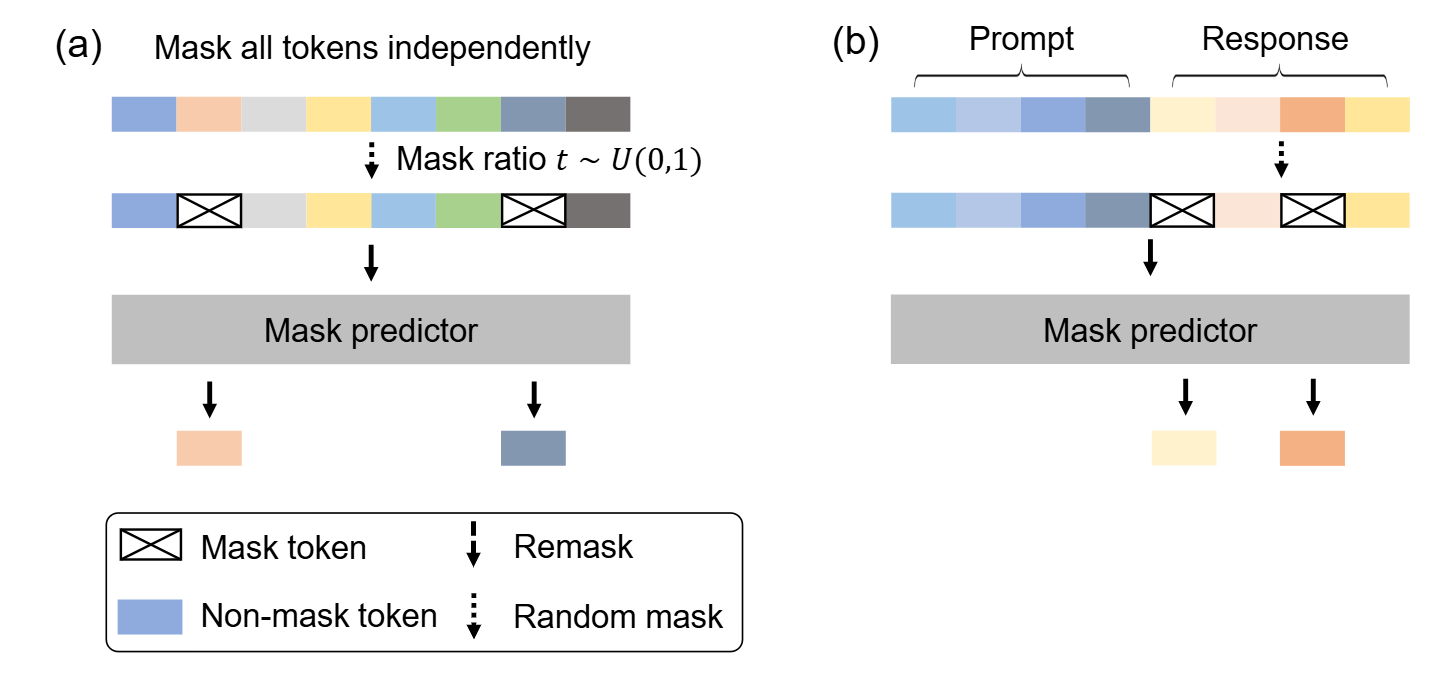 (a) Mask all tokens independently
Mask ratio t ~ U(0,1)
Mask predictor
(b) Prompt Response
Mask predictor
Mask token
Remask
Non-mask token
Random mask